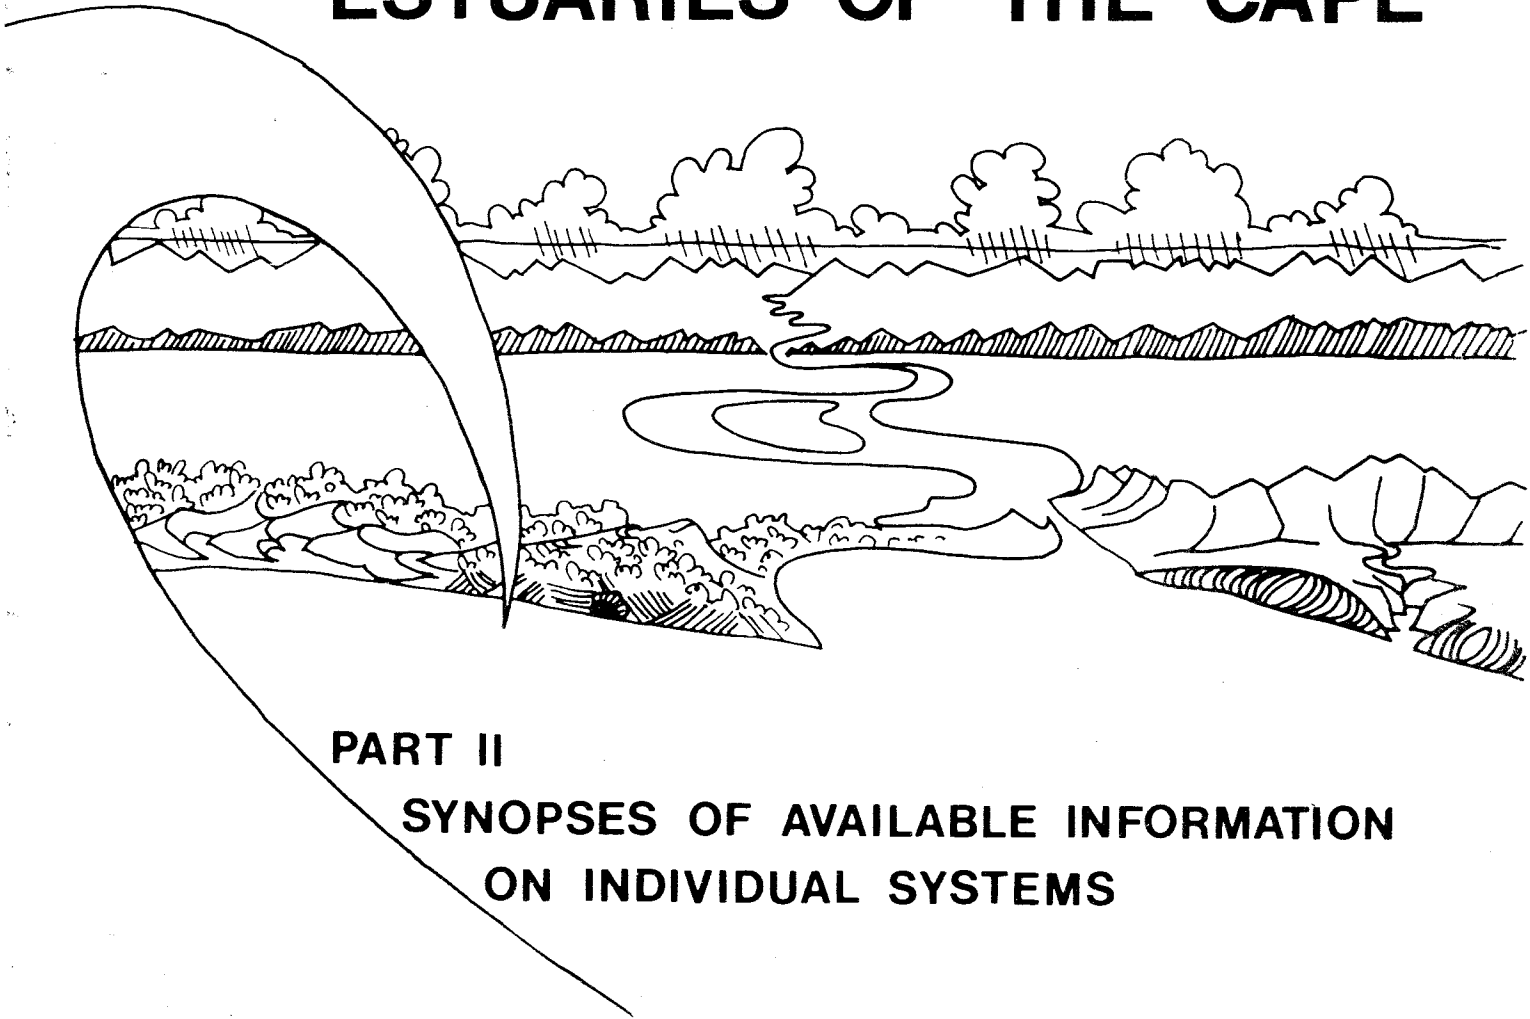 ESTUARIES OF THE CAPE
PART II
SYNOPSES OF AVAILABLE INFORMATION
ON INDIVIDUAL SYSTEMS